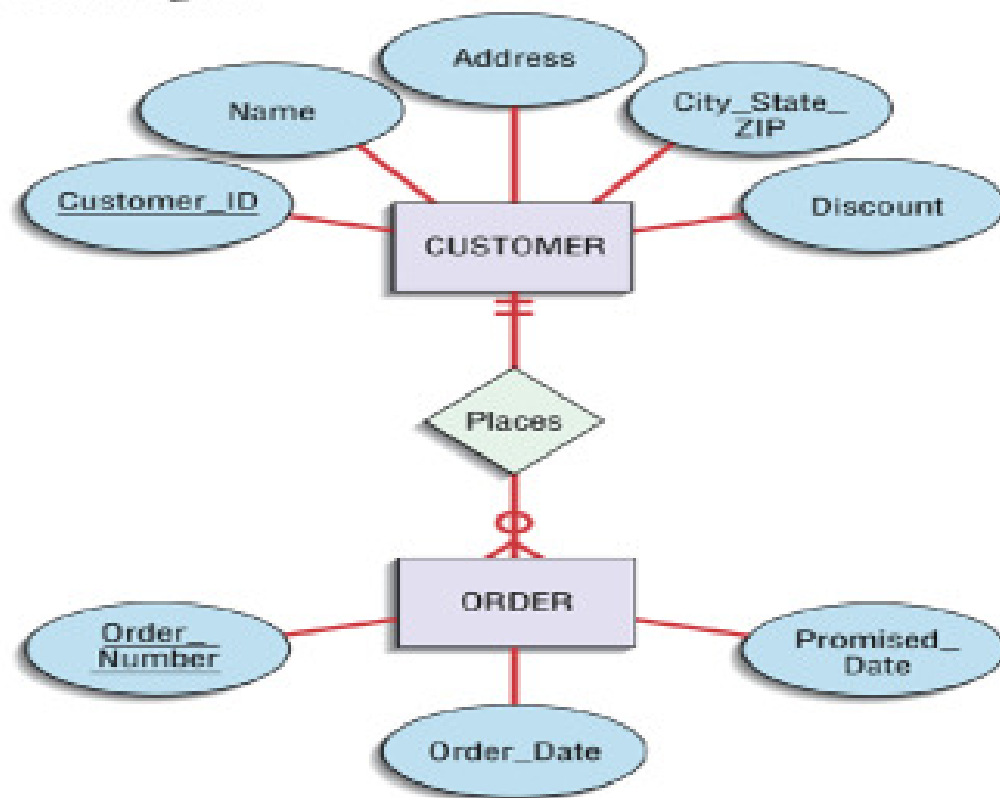 Address
Name
City_State_
ZIP
Customer_ID
Discount
CUSTOMER
Places
ORDER
Order_
Number
Promised_
Date
Order_Date